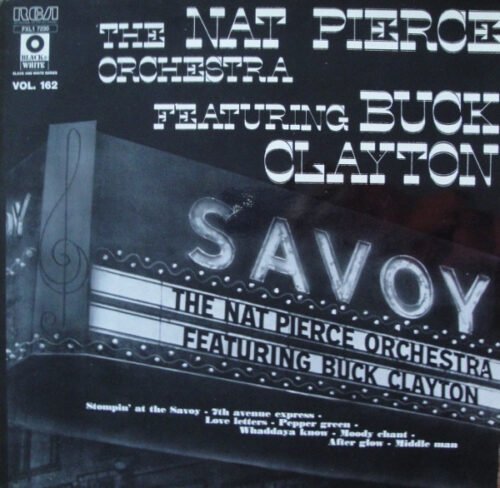 RCA
FXL1 7200
BLACK&
WHITE
BLACK AND WHITE SERIES
VOL. 162
THE NAT PIERCE
ORCHESTRA
FEATURING BUCK
CLAYTON
OY
SAVOY
THE NAT PIERCE ORCHESTRA
FEATURING BUCK CLAYTON
Stompin' at the Savoy - 7th avenue express -
Love letters - Pepper green -
Whaddaya know - Moody chant -
After glow - Middle man